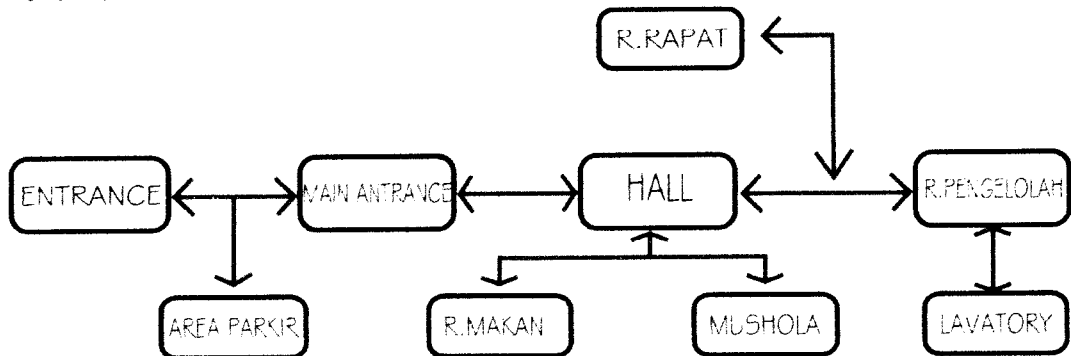 R.RAPAT
ENTRANCE
MAIN ANTRANCE
HALL
R.PENGELOLAH
AREA PARKIR
R.MAKAN
MUSHOLA
LAVATORY